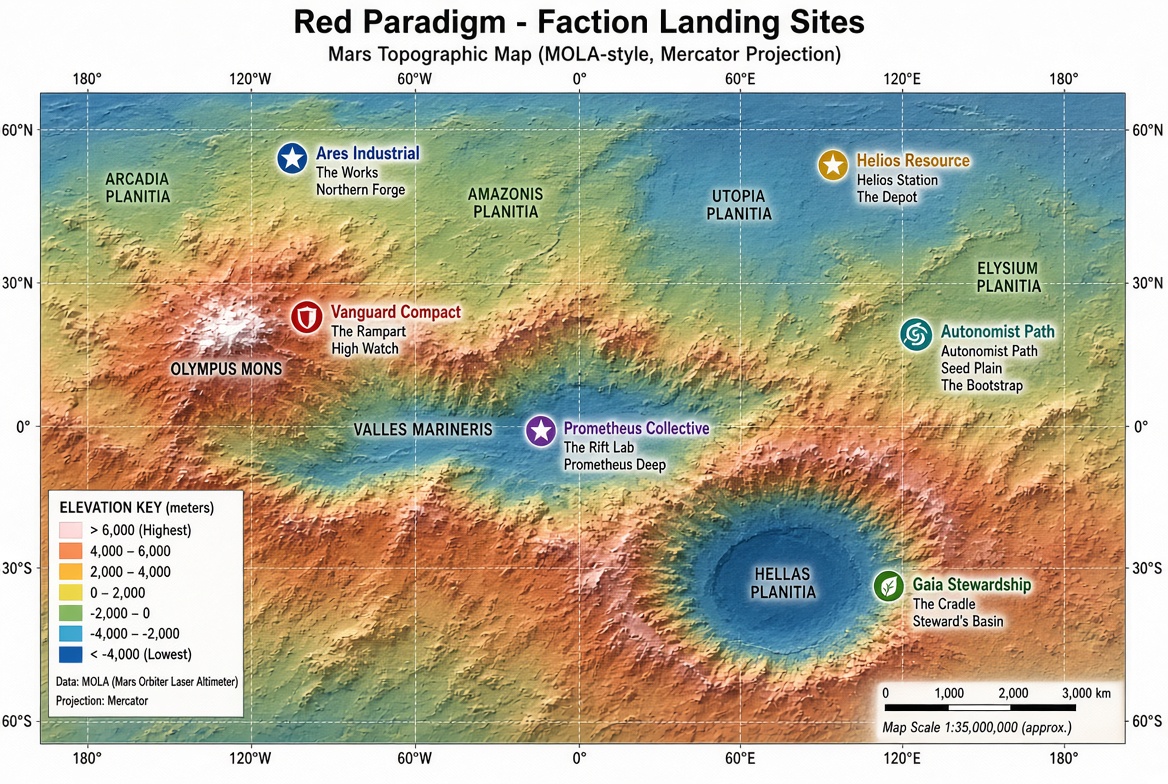 Red Paradigm - Faction Landing Sites
Mars Topographic Map (MOLA-style, Mercator Projection)
180° 120°W 60°W 0° 60°E 120°E 180°
60°N 60°N
Ares Industrial
The Works
Northern Forge
Helios Resource
Helios Station
The Depot
ARCADIA
PLANITIA
AMAZONIS
PLANITIA
UTOPIA
PLANITIA
ELYSIUM
PLANITIA
30°N 30°N
Vanguard Compact
The Rampart
High Watch
Autonomist Path
Autonomist Path
Seed Plain
The Bootstrap
OLYMPUS MONS
0° 0°
VALLES MARINERIS
Prometheus Collective
The Rift Lab
Prometheus Deep
ELEVATION KEY (meters)
> 6,000 (Highest)
4,000 – 6,000
2,000 – 4,000
0 – 2,000
-2,000 – 0
-4,000 – -2,000
< -4,000 (Lowest)
Data: MOLA (Mars Orbiter Laser Altimeter)
Projection: Mercator
30°S 30°S
HELLAS
PLANITIA
Gaia Stewardship
The Cradle
Steward's Basin
0 1,000 2,000 3,000 km
Map Scale 1:35,000,000 (approx.)
60°S 60°S
180° 120°W 60°W 0° 60°E 120°E 180°